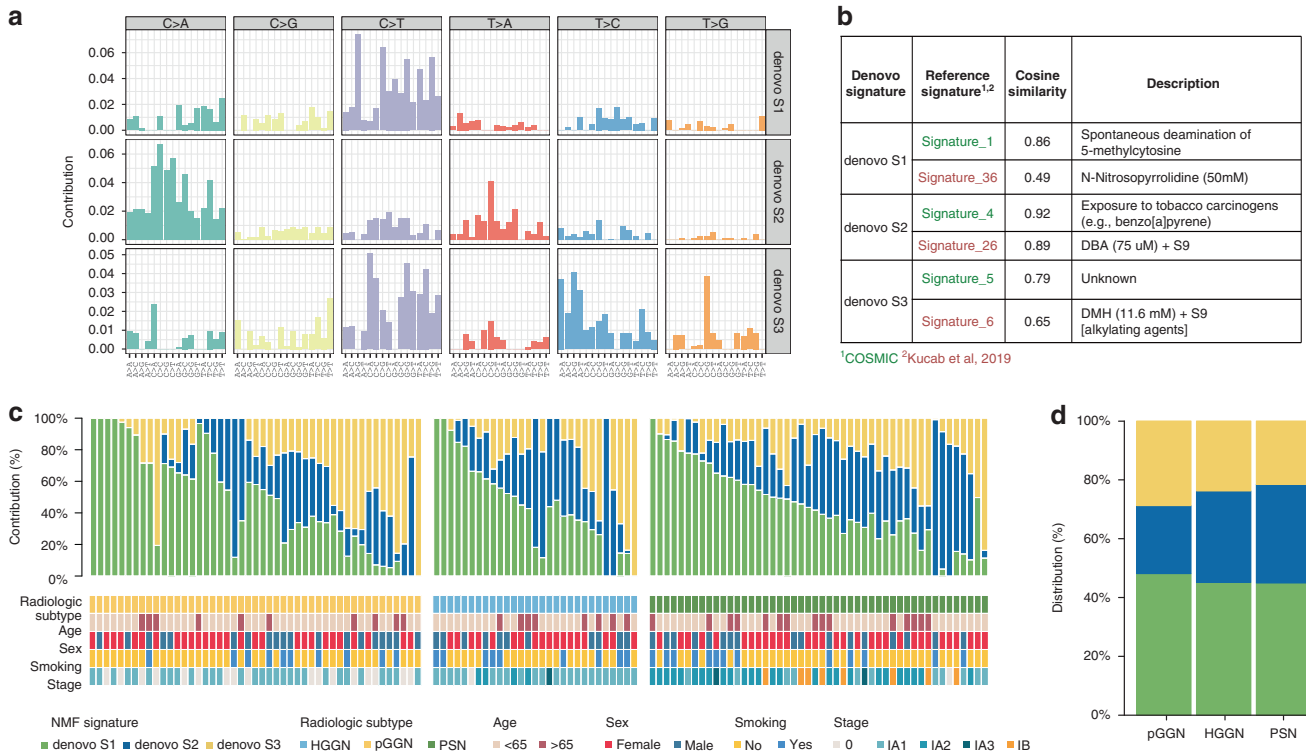 a
C>A C>G C>T T>A T>C T>G
Contribution
0.06
0.04
0.02
0.00
denovo S1
0.06
0.04
0.02
0.00
denovo S2
0.05
0.04
0.03
0.02
0.01
0.00
denovo S3
b
Denovo signature
Reference signature1,2
Cosine similarity
Description
denovo S1
Signature_1 0.86 Spontaneous deamination of
5-methylcytosine
Signature_36 0.49 N-Nitrosopyrrolidine (50mM)
denovo S2
Signature_4 0.92 Exposure to tobacco carcinogens
(e.g., benzo[a]pyrene)
Signature_26 0.89 DBA (75 uM) + S9
denovo S3
Signature_5 0.79 Unknown
Signature_6 0.65 DMH (11.6 mM) + S9
[alkylating agents]
1COSMIC 2Kucab et al, 2019
c
Contribution (%)
100%
80%
60%
40%
20%
0%
Radiologic
subtype
Age
Sex
Smoking
Stage
NMF signature
denovo S1 denovo S2 denovo S3
Radiologic subtype
HGGN pGGN PSN
Age
<65 >65
Sex
Female Male
Smoking
No Yes
Stage
0 IA1 IA2 IA3 IB
d
Distribution (%)
100%
80%
60%
40%
20%
0%
pGGN HGGN PSN